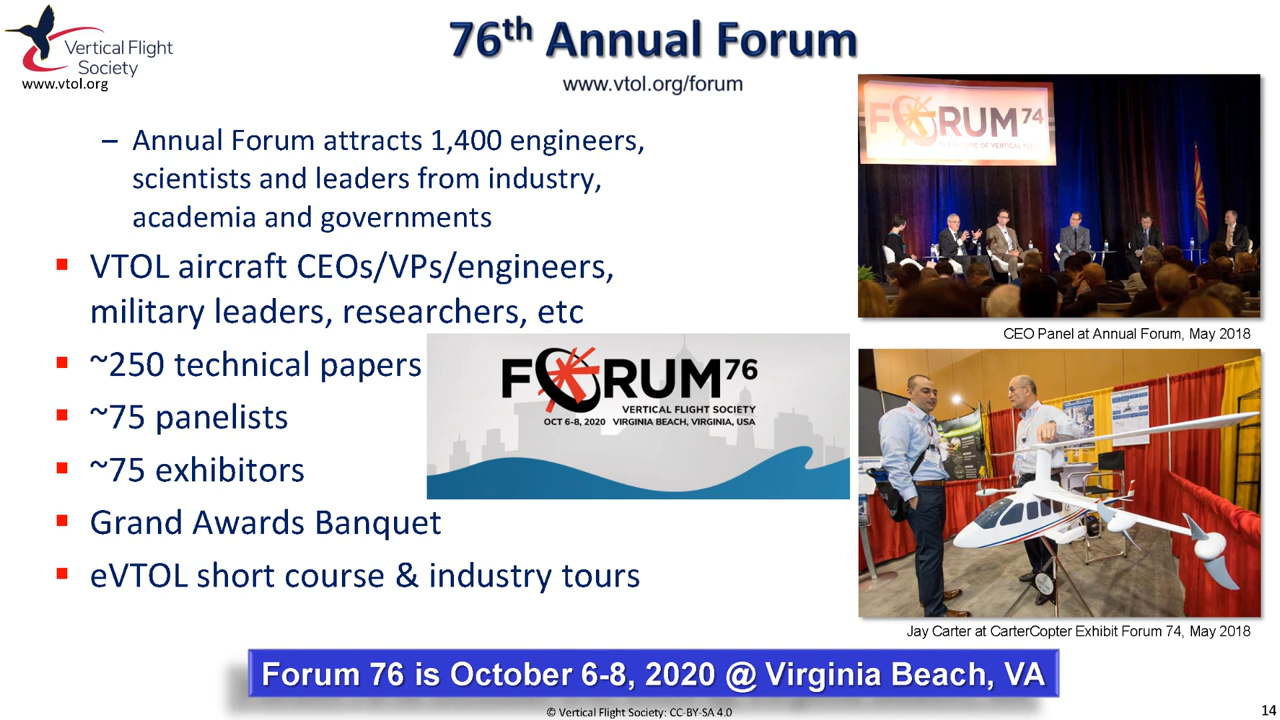 Vertical Flight
Society
www.vtol.org
76th Annual Forum
www.vtol.org/forum
– Annual Forum attracts 1,400 engineers,
scientists and leaders from industry,
academia and governments
▪ VTOL aircraft CEOs/VPs/engineers,
military leaders, researchers, etc
▪ ~250 technical papers
▪ ~75 panelists
▪ ~75 exhibitors
▪ Grand Awards Banquet
▪ eVTOL short course & industry tours
FORUM 76
VERTICAL FLIGHT SOCIETY
OCT 6-8, 2020 VIRGINIA BEACH, VIRGINIA, USA
FORUM 74
CEO Panel at Annual Forum, May 2018
Jay Carter at CarterCopter Exhibit Forum 74, May 2018
Forum 76 is October 6-8, 2020 @ Virginia Beach, VA
© Vertical Flight Society: CC-BY-SA 4.0
14